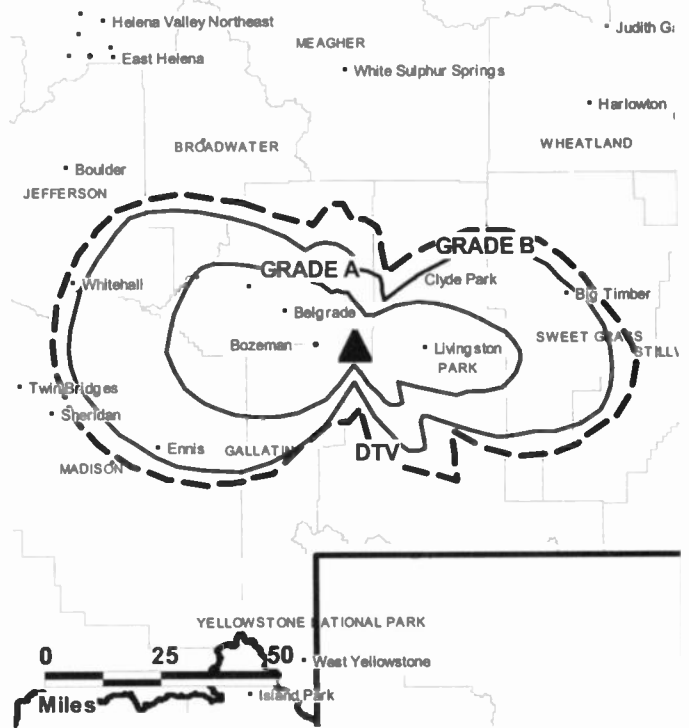 Helena Valley Northeast
Judith
MEAGHER
East Helena
White Sulphur Springs
Harlowton
BROADWATER
WHEATLAND
Boulder
JEFFERSON
GRADE B
GRADE A
Clyde Park
Whitehall
Big Timber
Belgrade
SWEET GRASS
Bozeman
Livingston
STILLV
PARK
Twin Bridges
Sheridan
Ennis
GALLATIN
DTV
MADISON
YELLOWSTONE NATIONAL PARK
0 25 50
West Yellowstone
Island Park
Miles